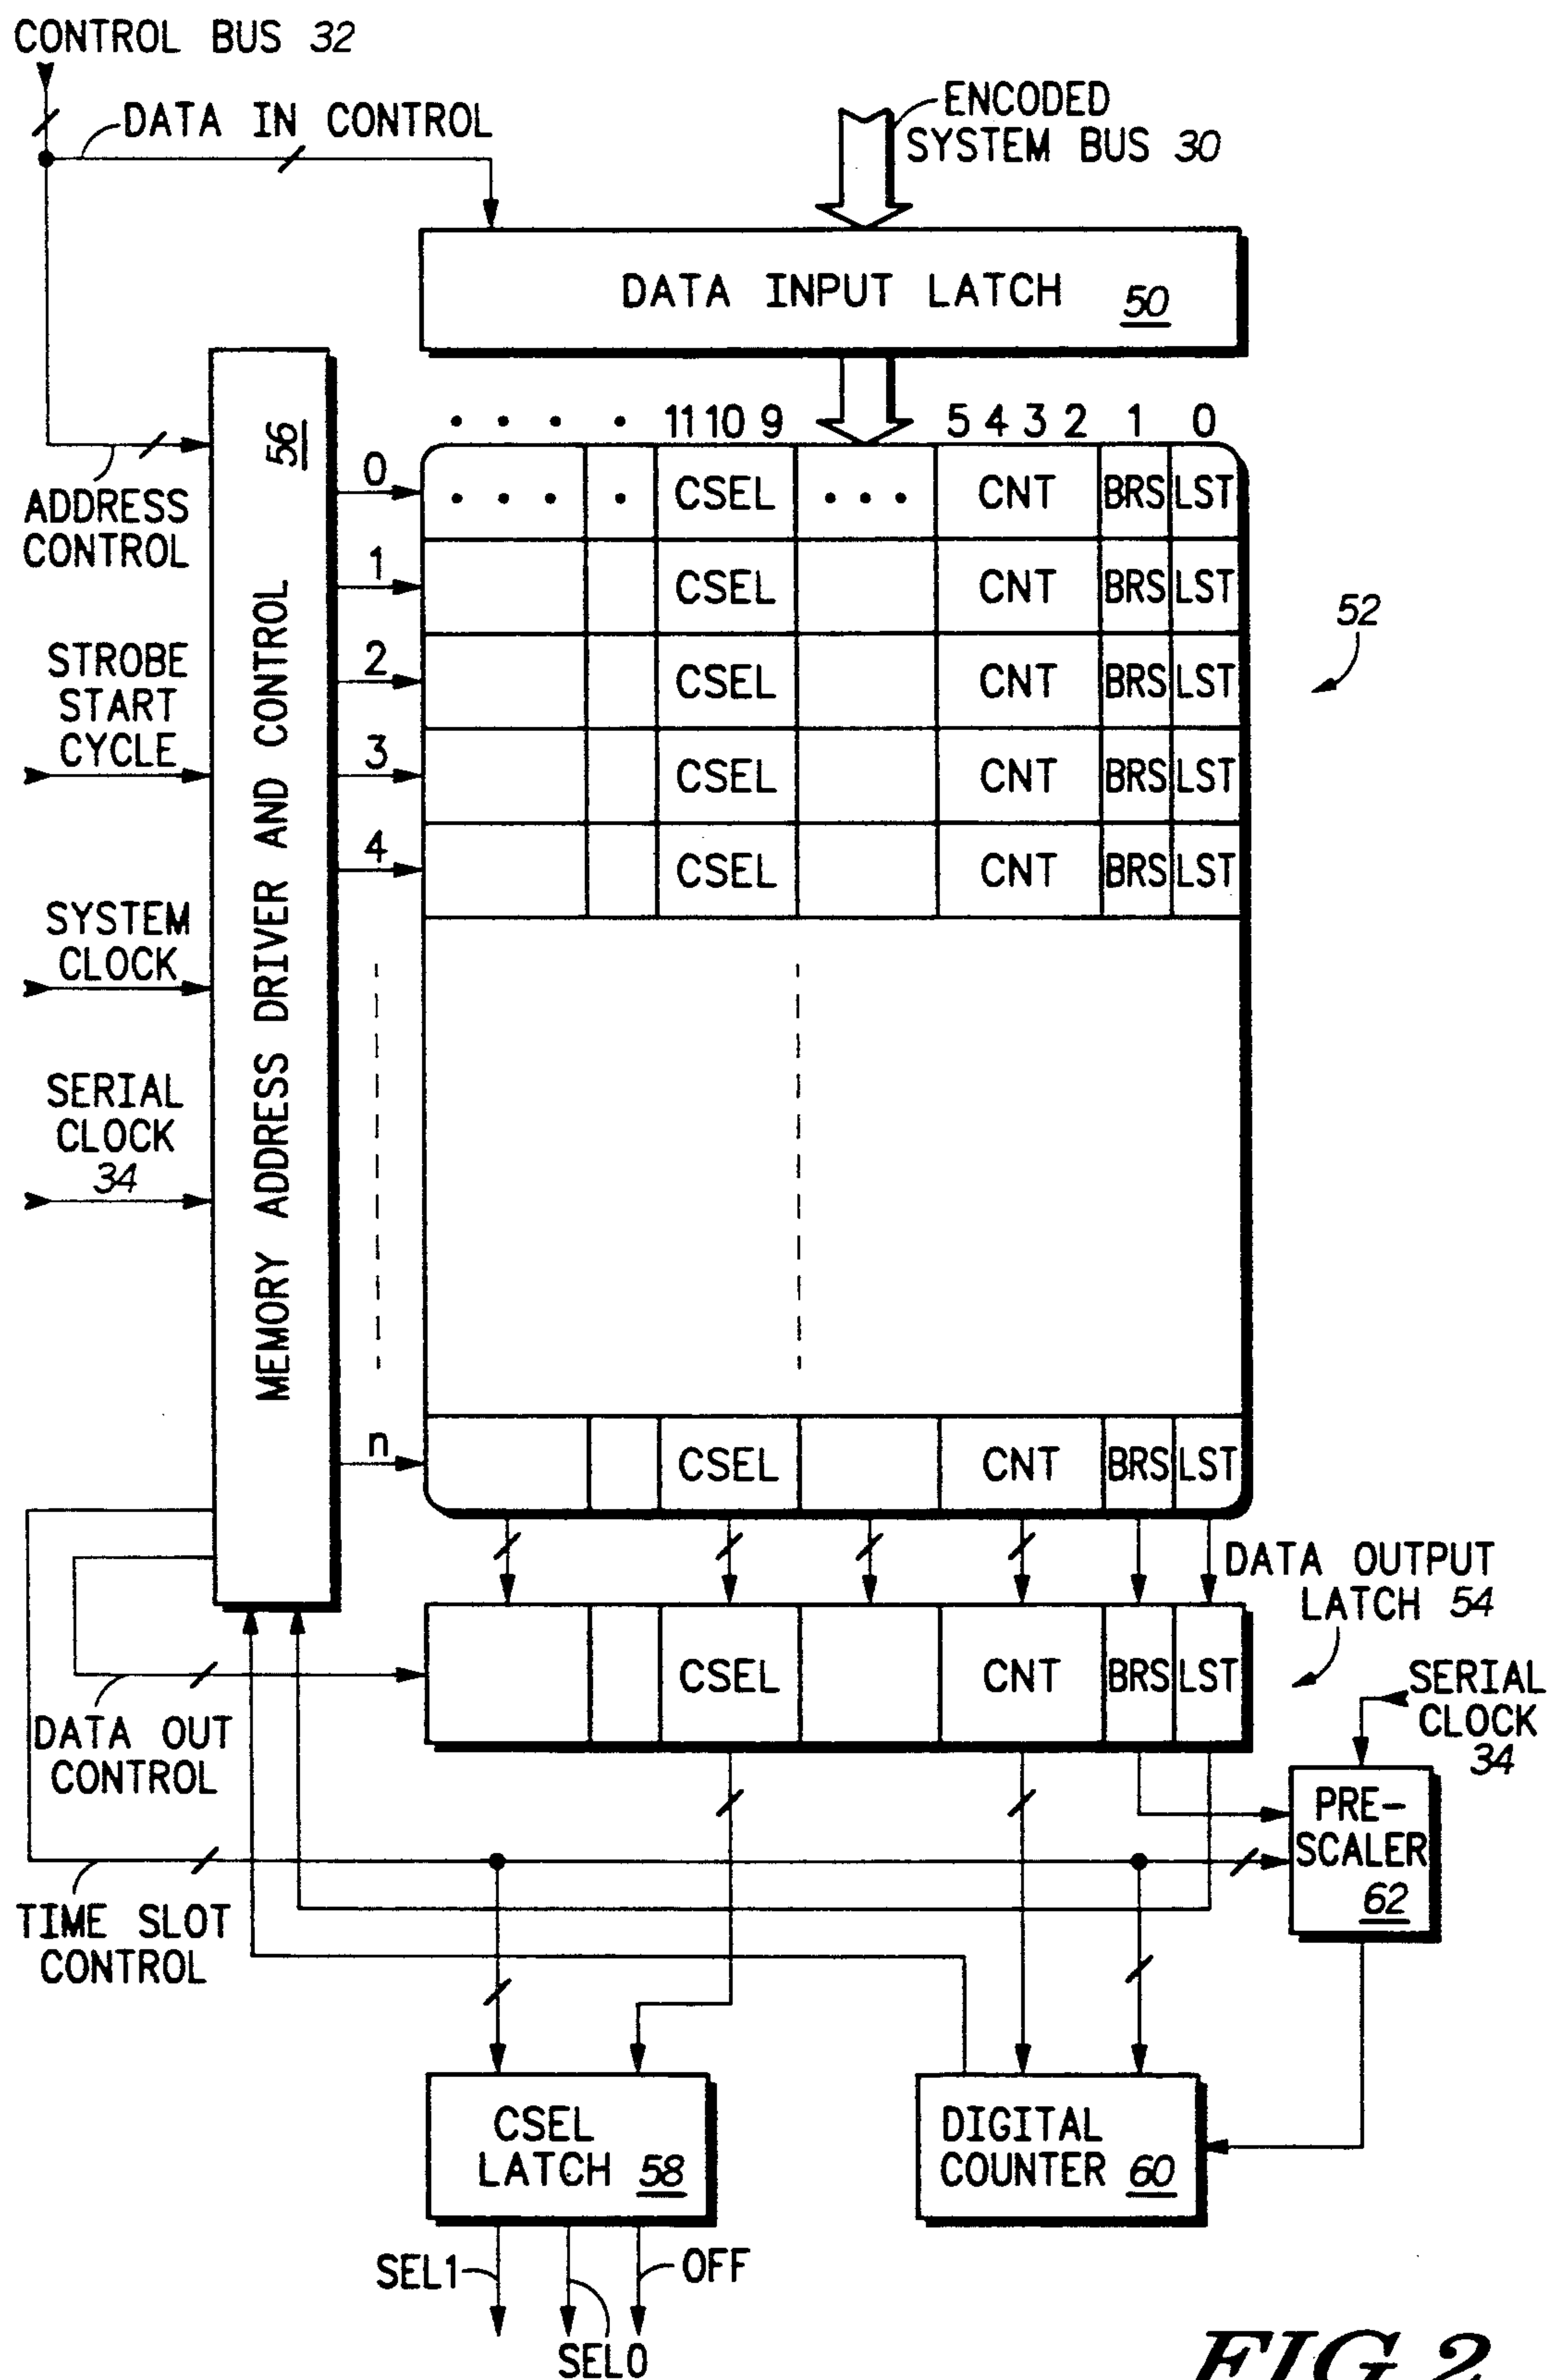 CONTROL BUS 32
DATA IN CONTROL
ENCODED
SYSTEM BUS 30
DATA INPUT LATCH 50
. . . . 11 10 9 5 4 3 2 1 0
56
MEMORY ADDRESS DRIVER AND CONTROL
ADDRESS
CONTROL
STROBE
START
CYCLE
SYSTEM
CLOCK
SERIAL
CLOCK
34
0 . . . . CSEL . . . CNT BRS LST
1 CSEL CNT BRS LST
2 CSEL CNT BRS LST
3 CSEL CNT BRS LST
4 CSEL CNT BRS LST
52
n CSEL CNT BRS LST
DATA OUTPUT
LATCH 54
CSEL CNT BRS LST
SERIAL
CLOCK
34
DATA OUT
CONTROL
PRE-
SCALER
62
TIME SLOT
CONTROL
CSEL
LATCH 58
DIGITAL
COUNTER 60
SEL1
OFF
SEL0
FIG.2